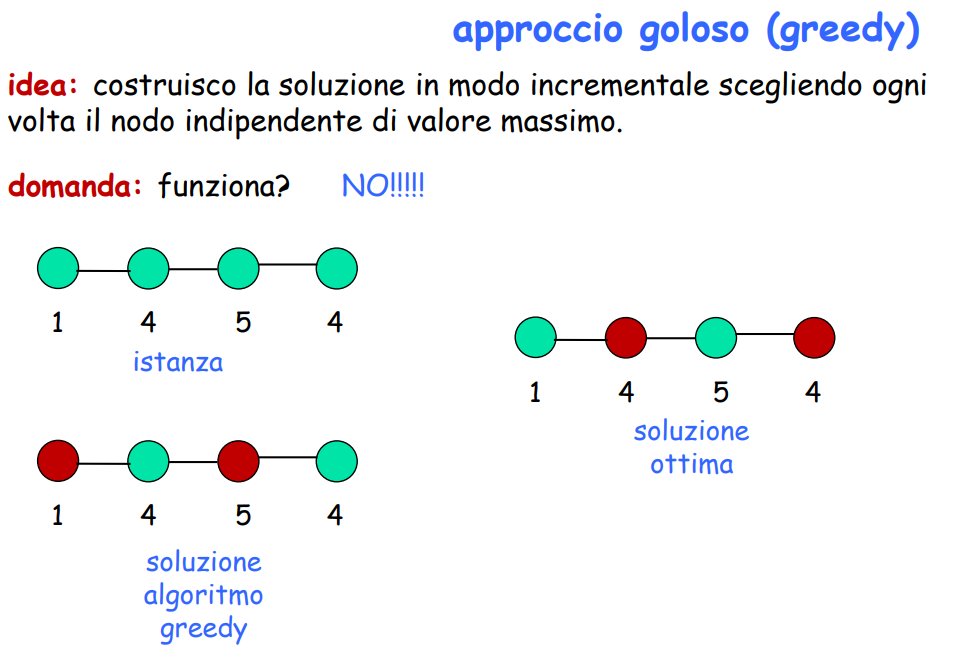 approccio goloso (greedy)
idea: costruisco la soluzione in modo incrementale scegliendo ogni
volta il nodo indipendente di valore massimo.
domanda: funziona? NO!!!!!
1 4 5 4
istanza
1 4 5 4
soluzione
algoritmo
greedy
1 4 5 4
soluzione
ottima